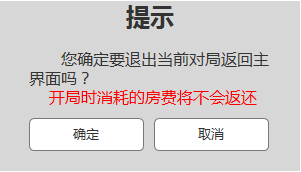 提示
您确定要退出当前对局返回主
界面吗？
开局时消耗的房费将不会返还
确定
取消